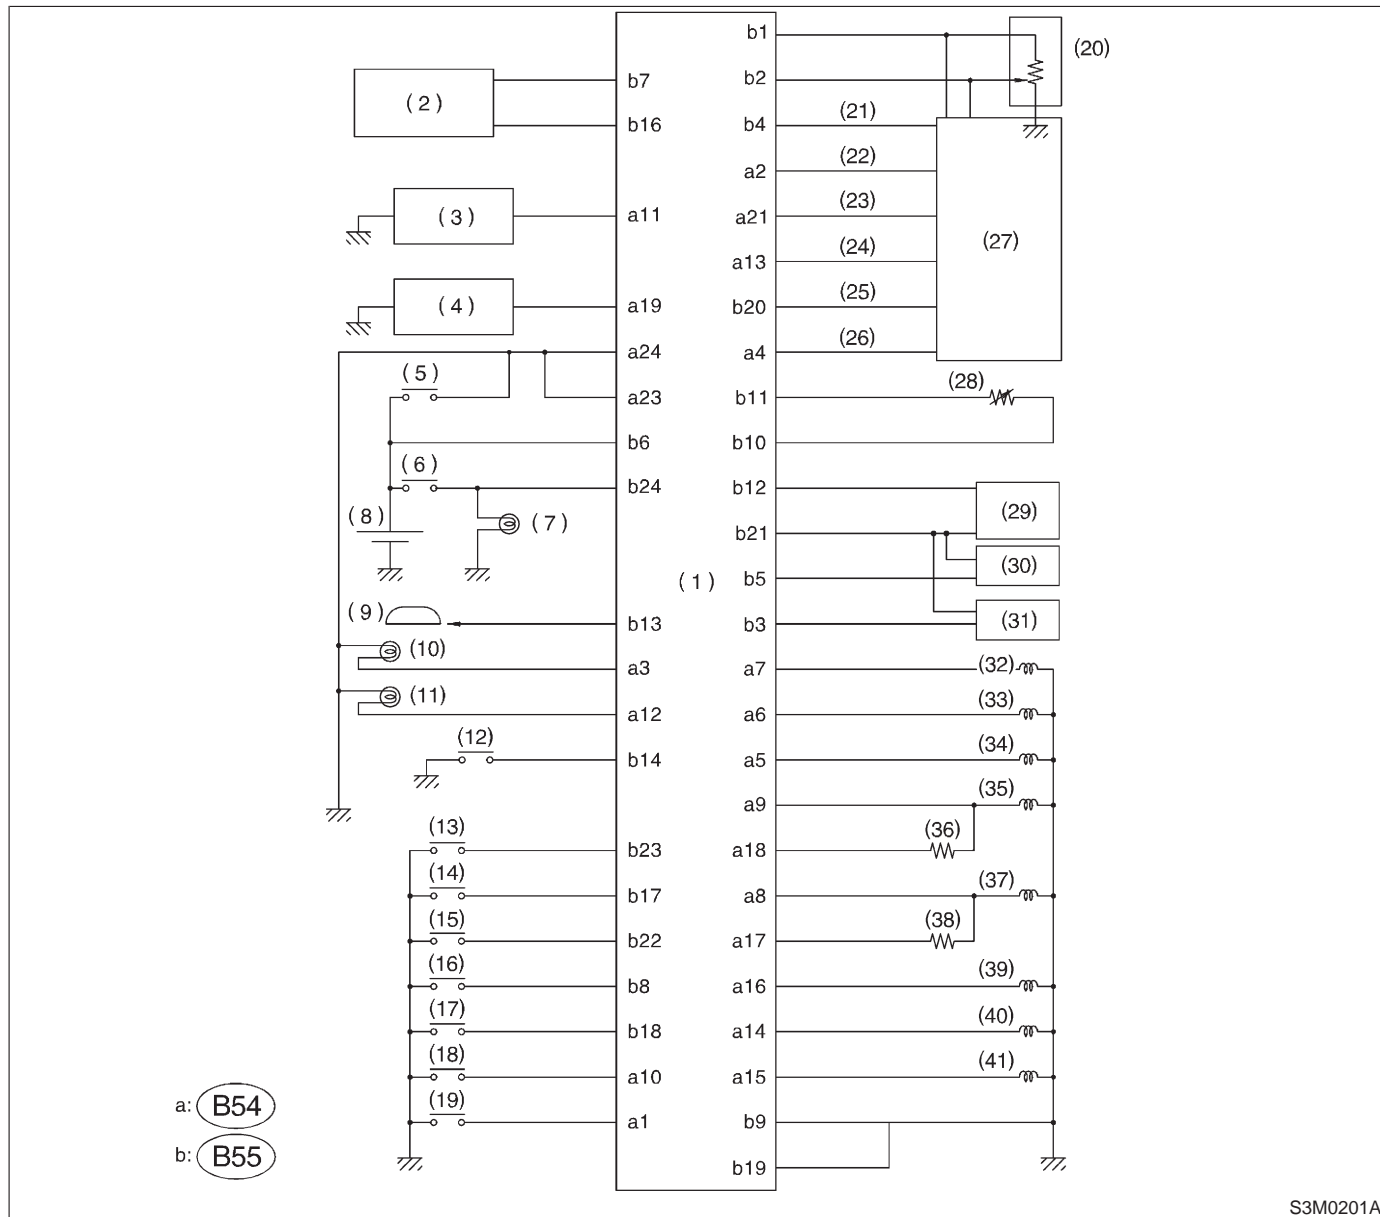 b1
(20)
b7
b2
( 2 )
b16
b4
(21)
a2
(22)
( 3 )
a11
a21
(23)
(27)
a13
(24)
( 4 )
a19
b20
(25)
a24
a4
(26)
( 5 )
a23
b11
(28)
b6
b10
( 6 )
b24
b12
(29)
( 8 )
( 7 )
b21
(30)
( 1 )
b5
( 9 )
b13
b3
(31)
(10)
a3
a7
(32)
(11)
a12
a6
(33)
(12)
b14
a5
(34)
a9
(35)
(13)
b23
a18
(36)
(14)
b17
a8
(37)
(15)
b22
a17
(38)
(16)
b8
a16
(39)
(17)
b18
a14
(40)
(18)
a10
a15
(41)
a: B54
(19)
a1
b9
b: B55
b19
S3M0201A